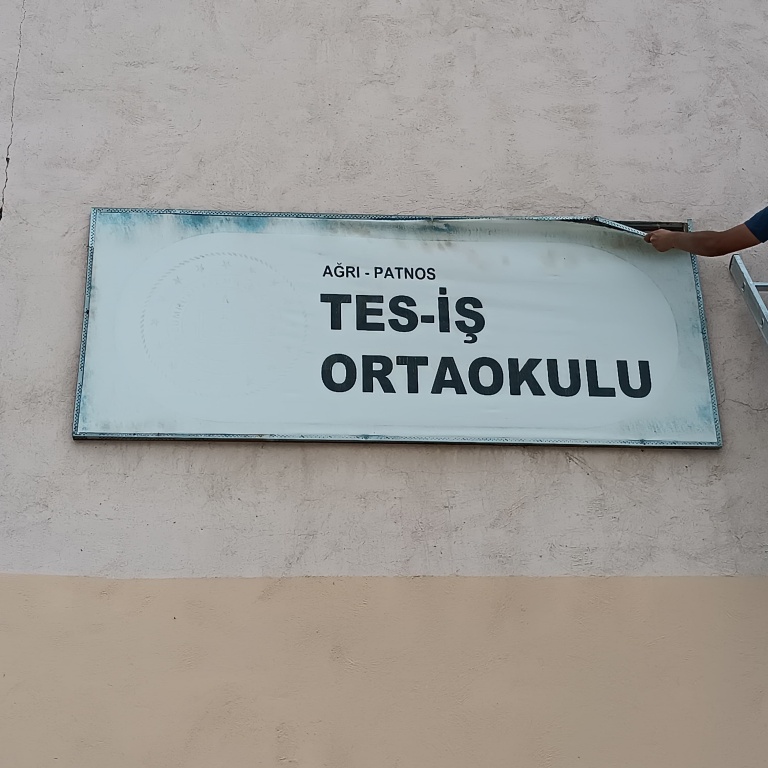 AĞRI - PATNOS
TES-İŞ
ORTAOKULU